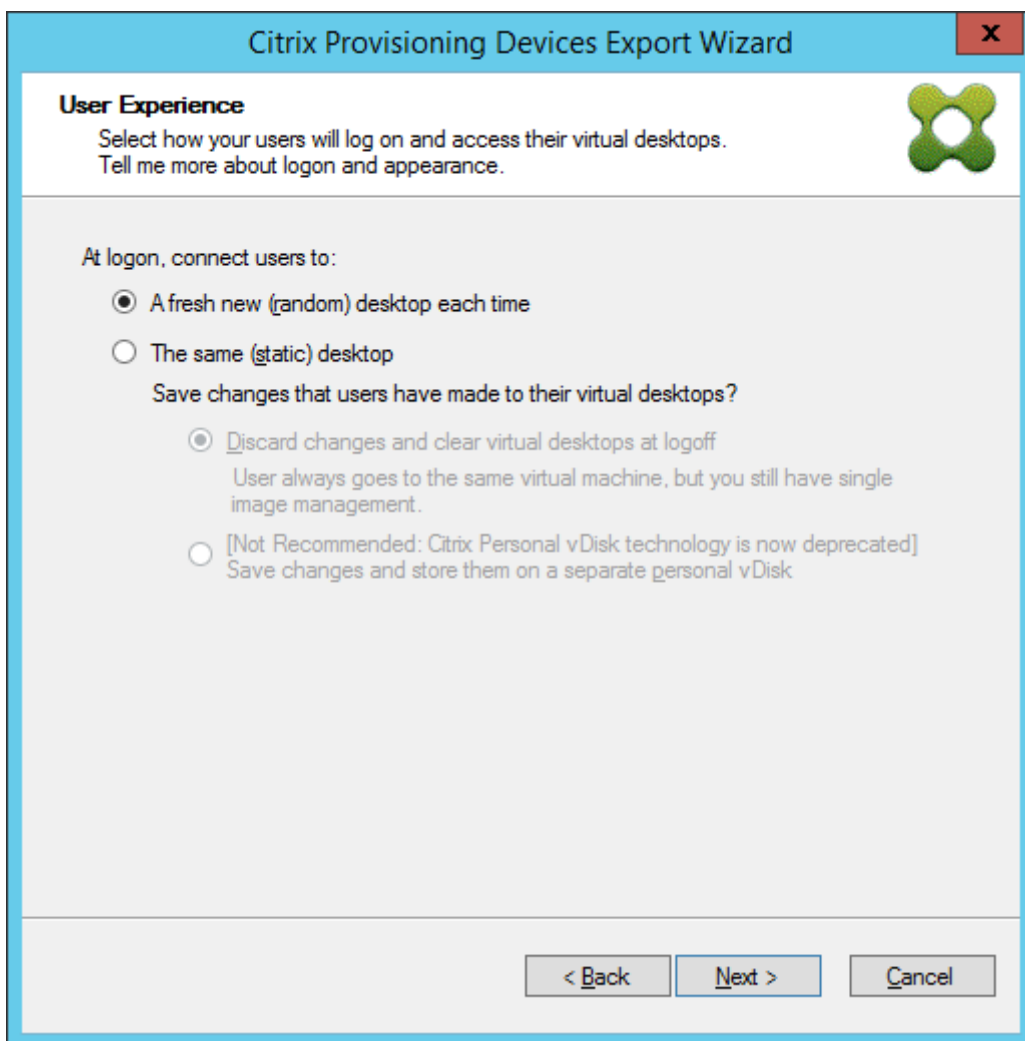 Citrix Provisioning Devices Export Wizard
x
User Experience
Select how your users will log on and access their virtual desktops.
Tell me more about logon and appearance.
At logon, connect users to:
A fresh new (random) desktop each time
The same (static) desktop
Save changes that users have made to their virtual desktops?
Discard changes and clear virtual desktops at logoff
User always goes to the same virtual machine, but you still have single
image management.
[Not Recommended: Citrix Personal vDisk technology is now deprecated]
Save changes and store them on a separate personal vDisk
< Back
Next >
Cancel